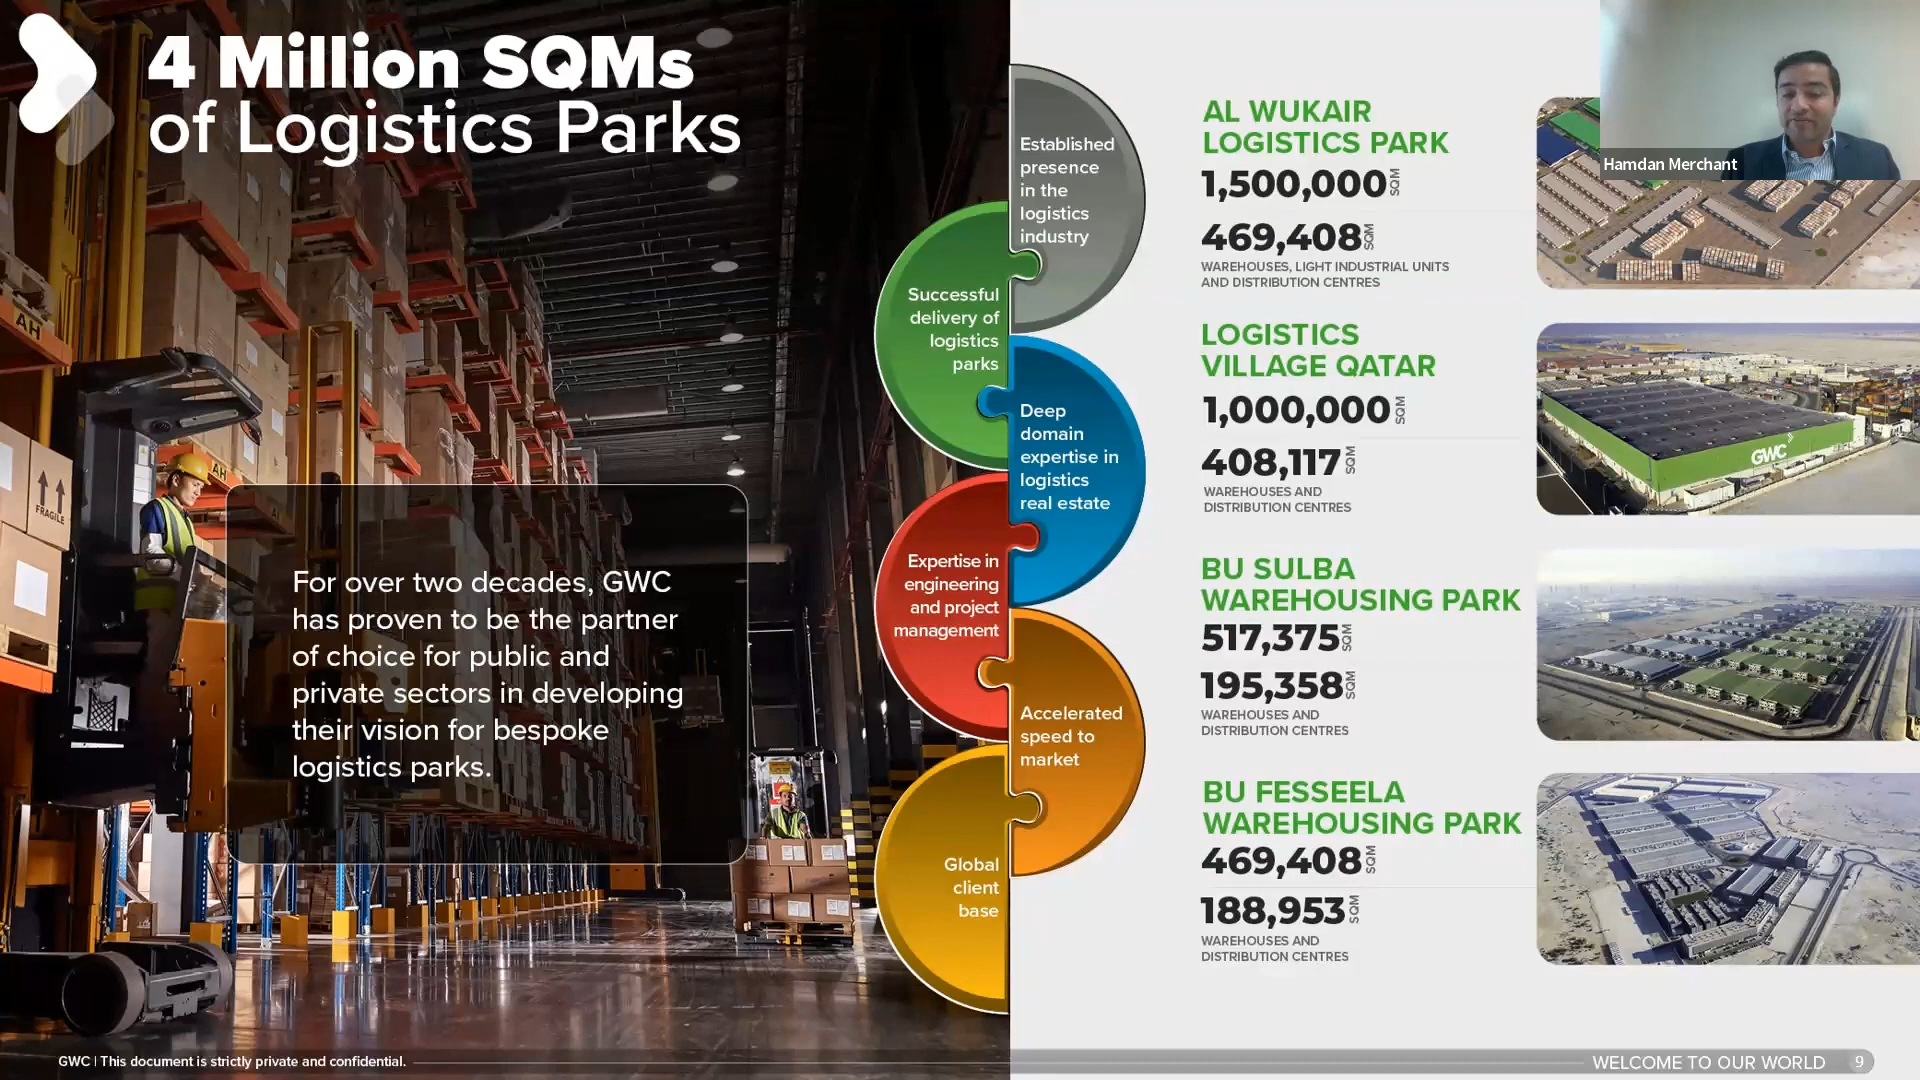 4 Million SQMs
of Logistics Parks
AH
AH
FRAGILE
For over two decades, GWC
has proven to be the partner
of choice for public and
private sectors in developing
their vision for bespoke
logistics parks.
Established
presence
in the
logistics
industry
Successful
delivery of
logistics
parks
Deep
domain
expertise in
logistics
real estate
Expertise in
engineering
and project
management
Accelerated
speed to
market
Global
client
base
AL WUKAIR
LOGISTICS PARK
1,500,000 SQM
469,408 SQM
WAREHOUSES, LIGHT INDUSTRIAL UNITS
AND DISTRIBUTION CENTRES
LOGISTICS
VILLAGE QATAR
1,000,000 SQM
408,117 SQM
WAREHOUSES AND
DISTRIBUTION CENTRES
GWC
BU SULBA
WAREHOUSING PARK
517,375 SQM
195,358 SQM
WAREHOUSES AND
DISTRIBUTION CENTRES
BU FESSEELA
WAREHOUSING PARK
469,408 SQM
188,953 SQM
WAREHOUSES AND
DISTRIBUTION CENTRES
Hamdan Merchant
GWC | This document is strictly private and confidential.
WELCOME TO OUR WORLD 9